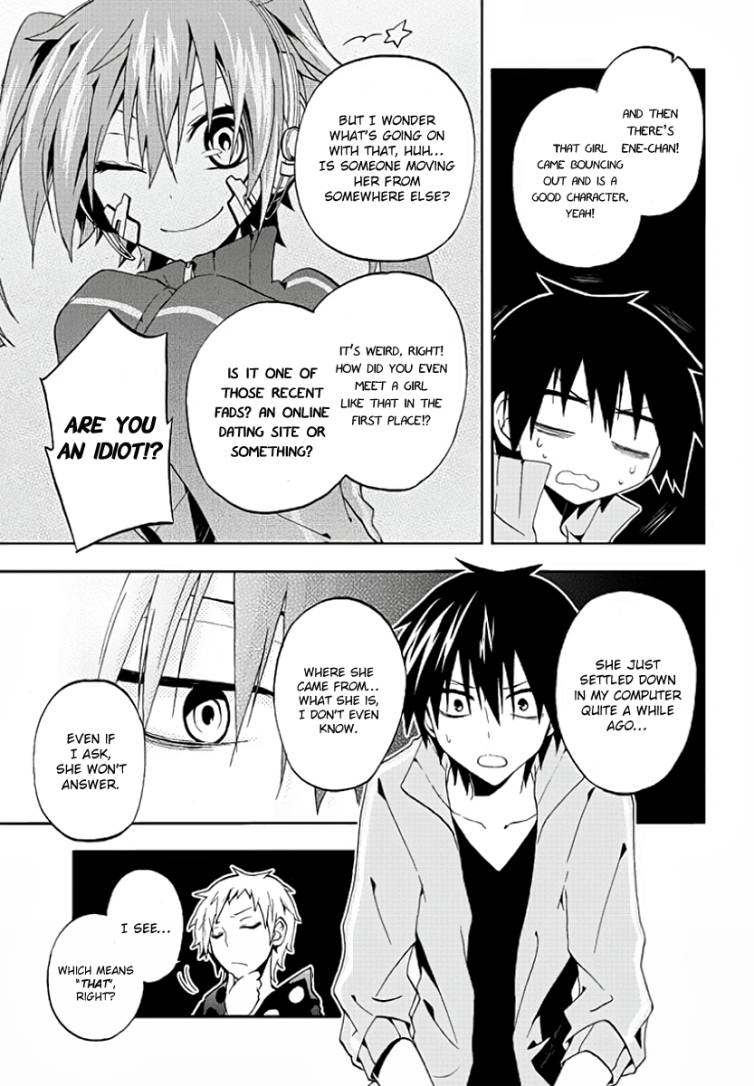 AND THEN
THERE'S
ENE-CHAN!
THAT GIRL
CAME BOUNCING
OUT AND IS A
GOOD CHARACTER,
YEAH!
BUT I WONDER
WHAT'S GOING ON
WITH THAT, HUH...
IS SOMEONE MOVING
HER FROM
SOMEWHERE ELSE?
IT'S WEIRD, RIGHT!
HOW DID YOU EVEN
MEET A GIRL
LIKE THAT IN
THE FIRST PLACE!?
IS IT ONE OF
THOSE RECENT
FADS? AN ONLINE
DATING SITE OR
SOMETHING?
ARE YOU
AN IDIOT!?
SHE JUST
SETTLED DOWN
IN MY COMPUTER
QUITE A WHILE
AGO...
WHERE SHE
CAME FROM...
WHAT SHE IS,
I DON'T EVEN
KNOW.
EVEN IF
I ASK,
SHE WON'T
ANSWER.
I SEE...
WHICH MEANS
"THAT",
RIGHT?